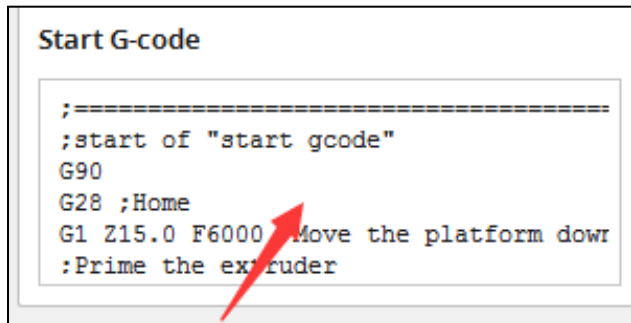 Start G-code
;=====================================
;start of "start gcode"
G90
G28 ;Home
G1 Z15.0 F6000 Move the platform down
;Prime the extruder